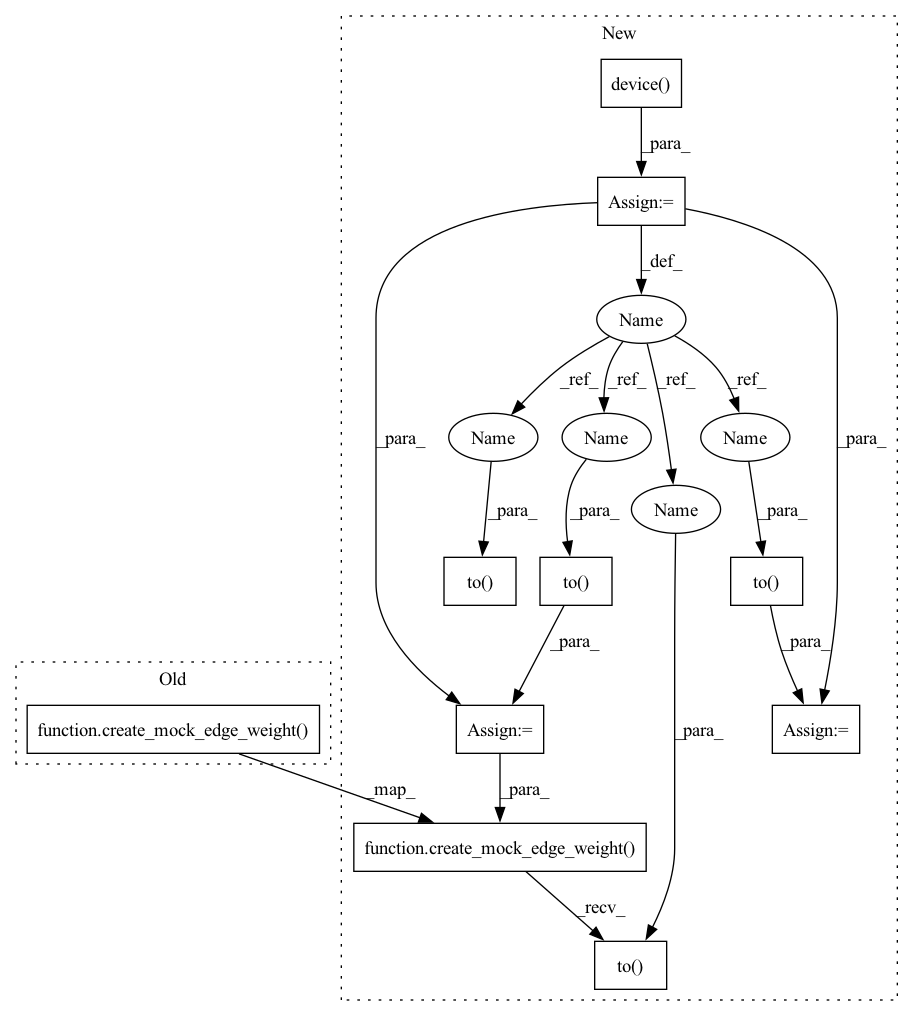 New
device()
_para_
Assign:=
_def_
Name
_ref_
_ref_
_ref_
_ref_
_para_
Name
Name
Name
_para_
Name
_para_
_para_
_para_
to()
to()
to()
_para_
_para_
Old
function.create_mock_edge_weight()
Assign:=
_para_
Assign:=
_map_
_para_
function.create_mock_edge_weight()
_recv_
to()